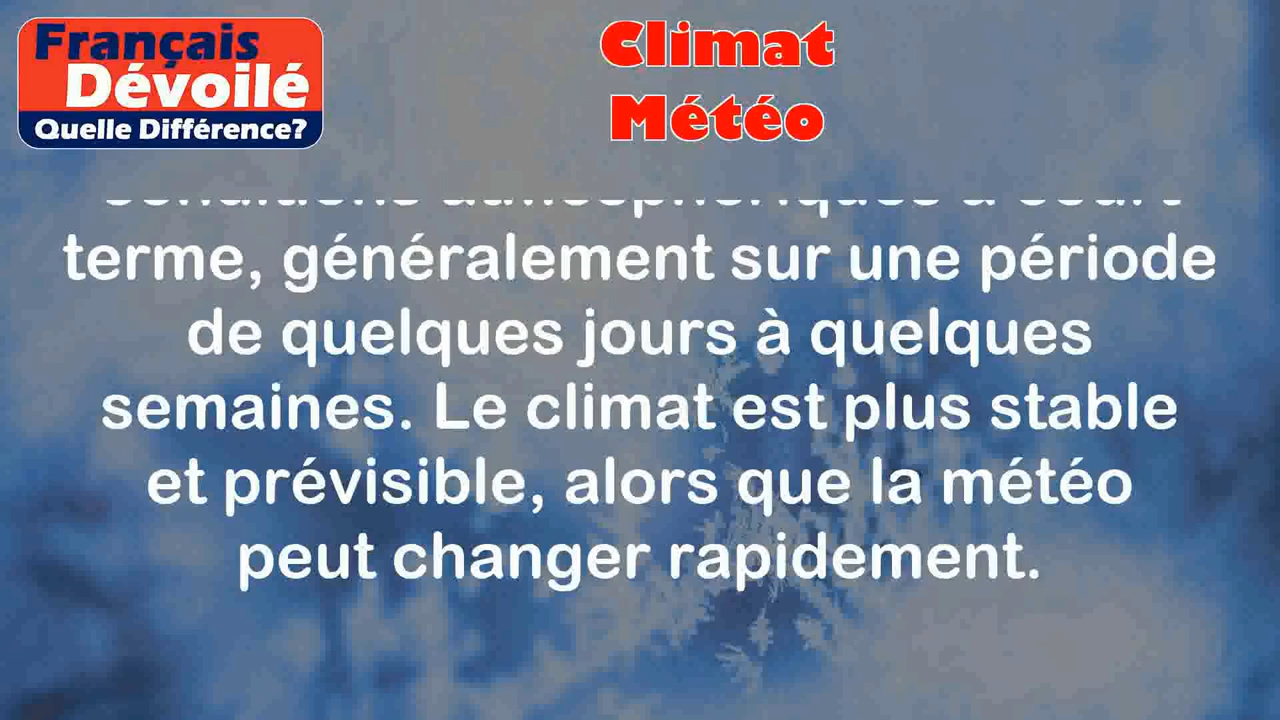 Français
Dévoilé
Quelle Différence?
Climat
Météo
terme, généralement sur une période
de quelques jours à quelques
semaines. Le climat est plus stable
et prévisible, alors que la météo
peut changer rapidement.